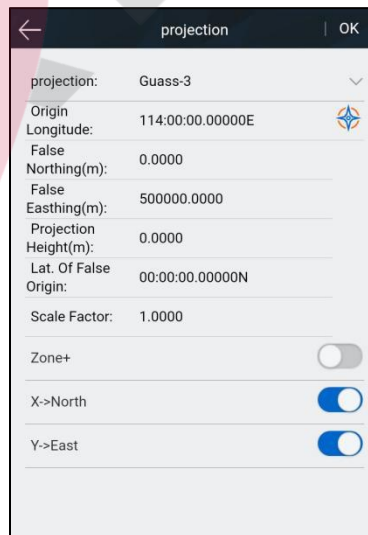 projection | OK
projection: Guass-3
Origin
Longitude: 114:00:00.00000E
False
Northing(m): 0.0000
False
Easting(m): 500000.0000
Projection
Height(m): 0.0000
Lat. Of False
Origin: 00:00:00.00000N
Scale Factor: 1.0000
Zone+
X->North
Y->East